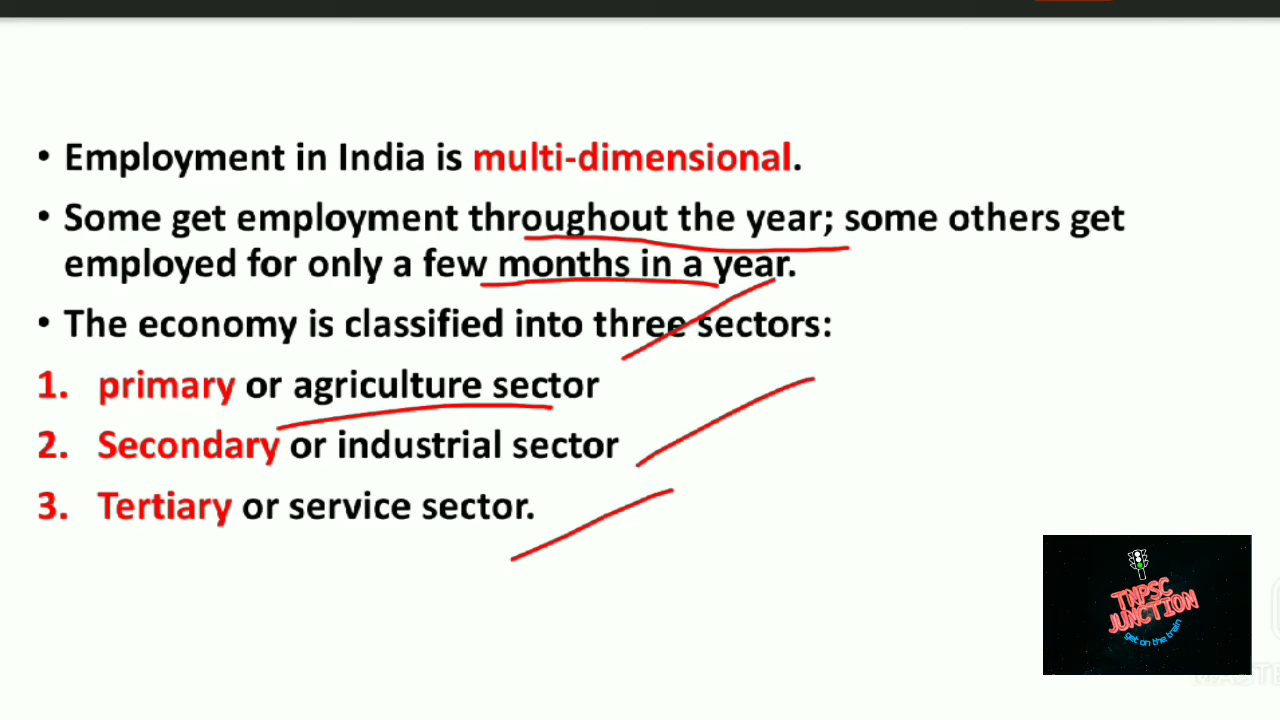 • Employment in India is multi-dimensional.
• Some get employment throughout the year; some others get
employed for only a few months in a year.
• The economy is classified into three sectors:
1. primary or agriculture sector
2. Secondary or industrial sector
3. Tertiary or service sector.
TNPSC
JUNCTION
get on the train